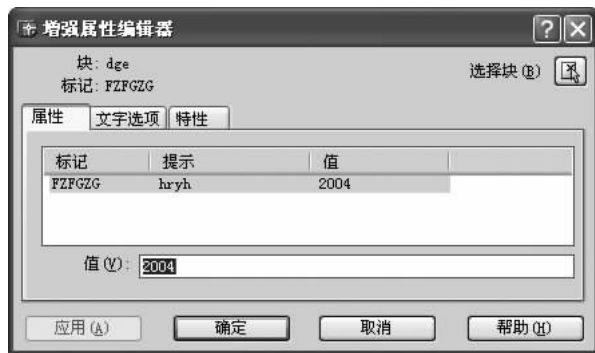 增强属性编辑器
块: dge
标记: FZFGZG
选择块(B)
属性 文字选项 特性
标记 提示 值
FZFGZG hryh 2004
值(V): 2004
应用(A) 确定 取消 帮助(H)